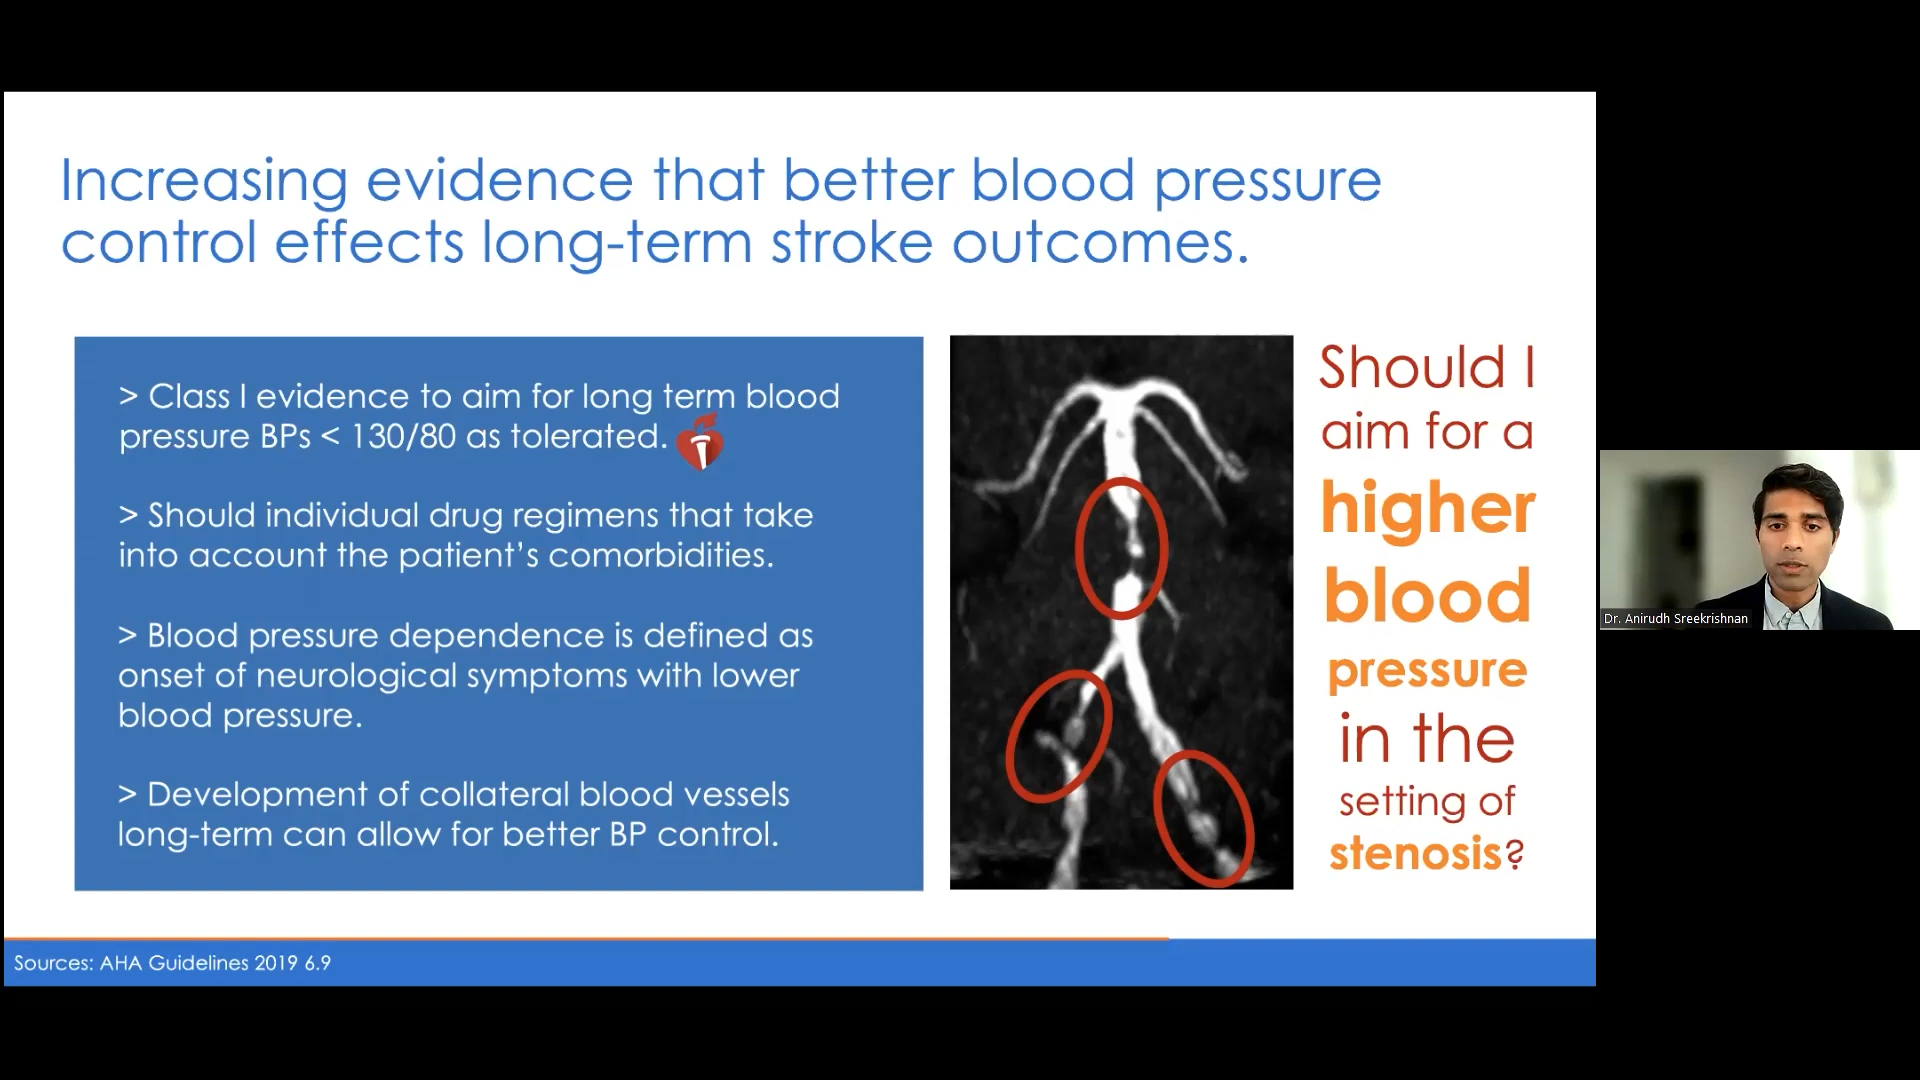 Increasing evidence that better blood pressure
control effects long-term stroke outcomes.
> Class I evidence to aim for long term blood
pressure BPs < 130/80 as tolerated.
> Should individual drug regimens that take
into account the patient's comorbidities.
> Blood pressure dependence is defined as
onset of neurological symptoms with lower
blood pressure.
> Development of collateral blood vessels
long-term can allow for better BP control.
Should I
aim for a
higher
blood
pressure
in the
setting of
stenosis?
Dr. Anirudh Sreekrishnan
Sources: AHA Guidelines 2019 6.9